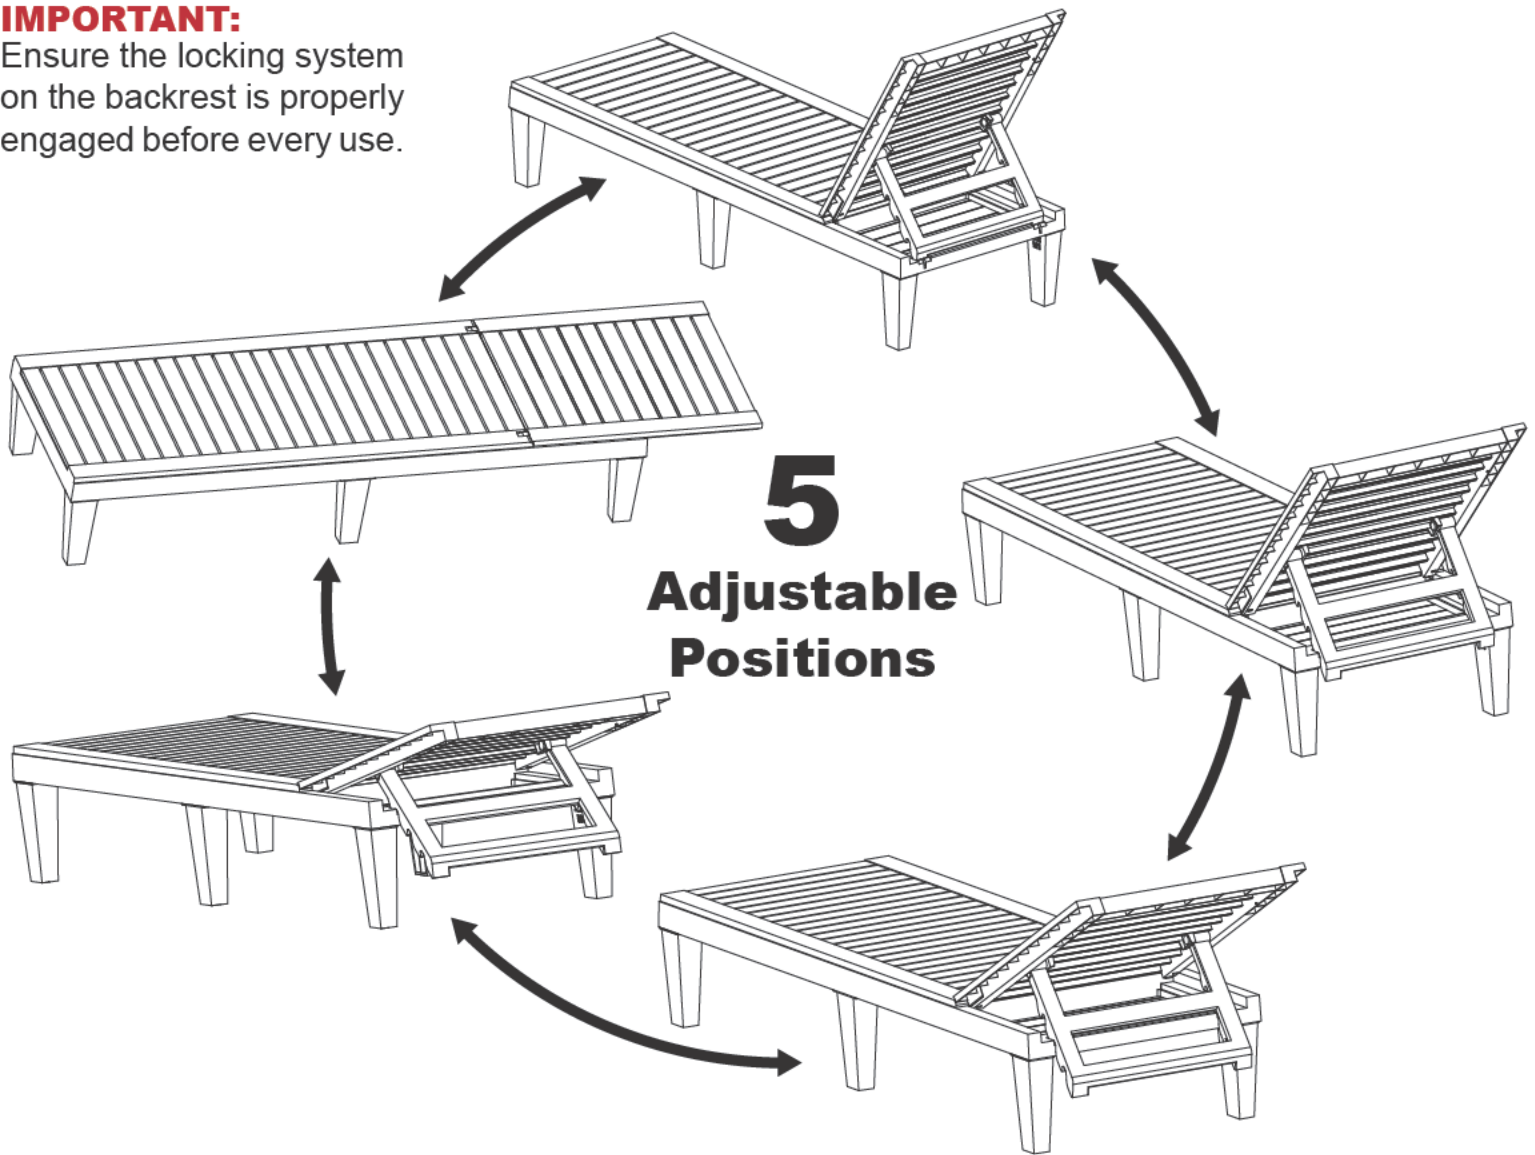 IMPORTANT:
Ensure the locking system
on the backrest is properly
engaged before every use.
5
Adjustable
Positions